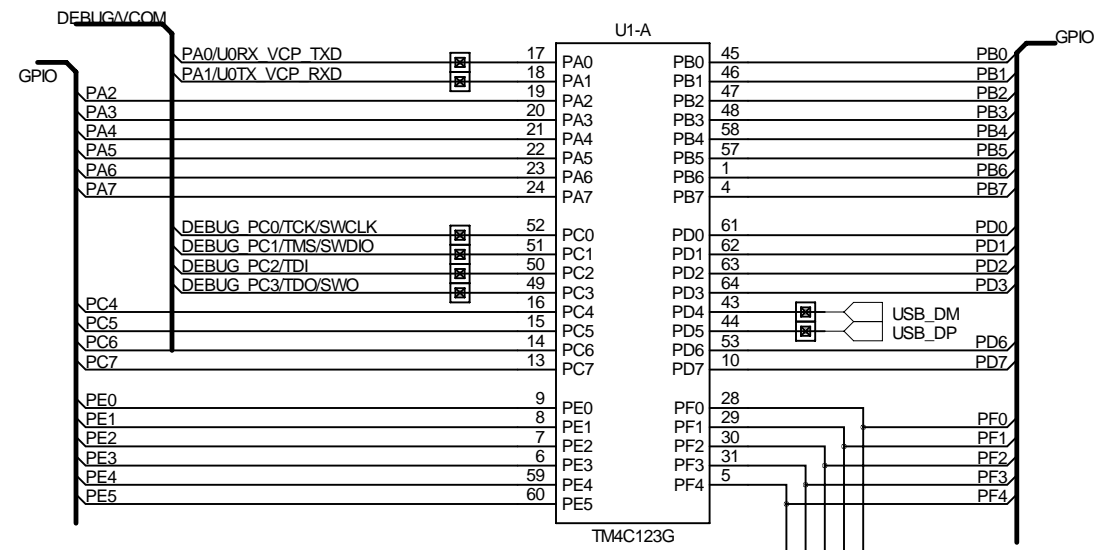 DEBUG/VCOM
U1-A
GPIO
GPIO
PA0/U0RX VCP_TXD 17 PA0 PB0 45 PB0
PA1/U0TX VCP_RXD 18 PA1 PB1 46 PB1
PA2 19 PA2 PB2 47 PB2
PA3 20 PA3 PB3 48 PB3
PA4 21 PA4 PB4 58 PB4
PA5 22 PA5 PB5 57 PB5
PA6 23 PA6 PB6 1 PB6
PA7 24 PA7 PB7 4 PB7
DEBUG_PC0/TCK/SWCLK 52 PC0 PD0 61 PD0
DEBUG_PC1/TMS/SWDIO 51 PC1 PD1 62 PD1
DEBUG_PC2/TDI 50 PC2 PD2 63 PD2
DEBUG_PC3/TDO/SWO 49 PC3 PD3 64 PD3
PC4 16 PC4 PD4 43 USB_DM
PC5 15 PC5 PD5 44 USB_DP
PC6 14 PC6 PD6 53 PD6
PC7 13 PC7 PD7 10 PD7
PE0 9 PE0 PF0 28 PF0
PE1 8 PE1 PF1 29 PF1
PE2 7 PE2 PF2 30 PF2
PE3 6 PE3 PF3 31 PF3
PE4 59 PE4 PF4 5 PF4
PE5 60 PE5
TM4C123G